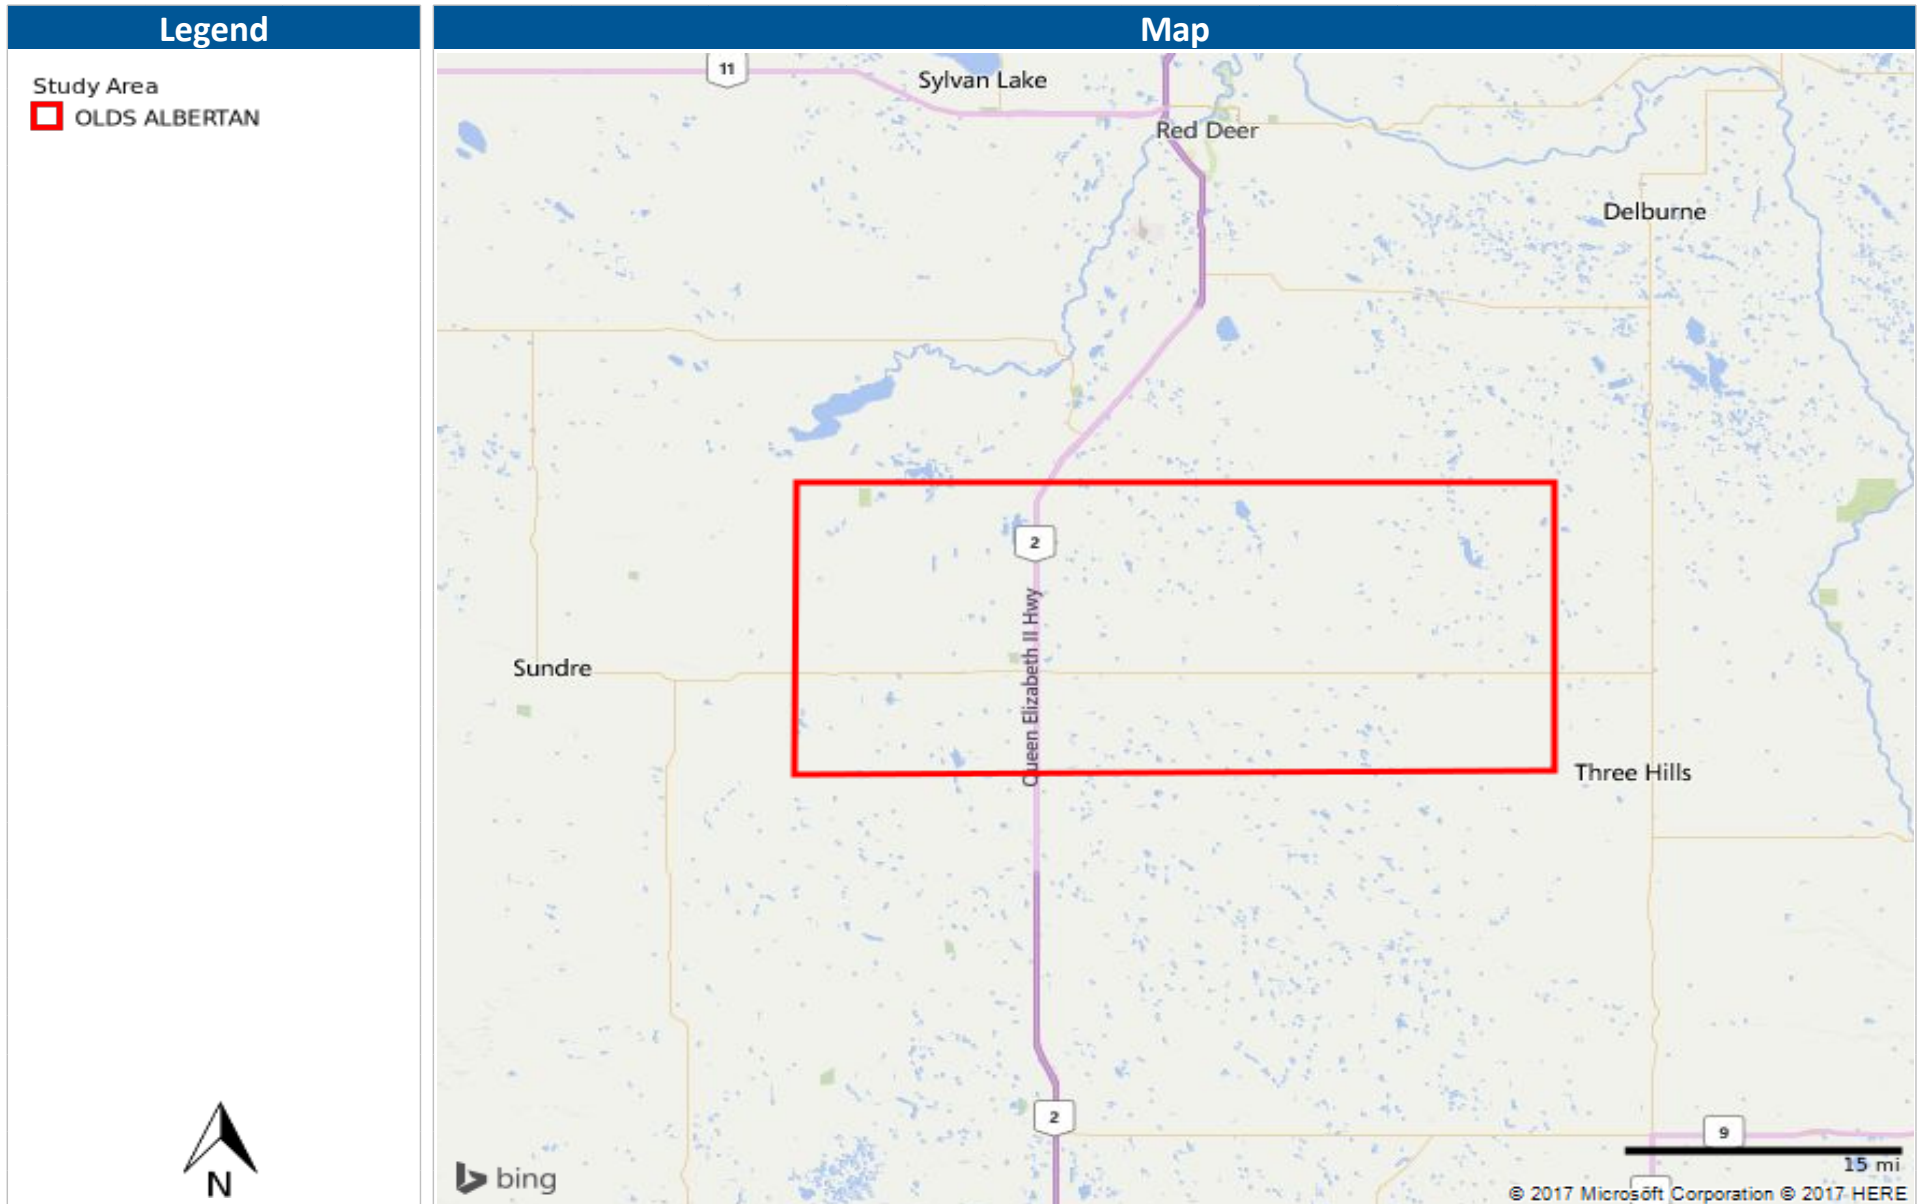 Legend
Map
Study Area
OLDS ALBERTAN
N
11
Sylvan Lake
Red Deer
Delburne
2
Queen Elizabeth II Hwy
Sundre
Three Hills
2
9
15 mi
bing
© 2017 Microsoft Corporation © 2017 HERE